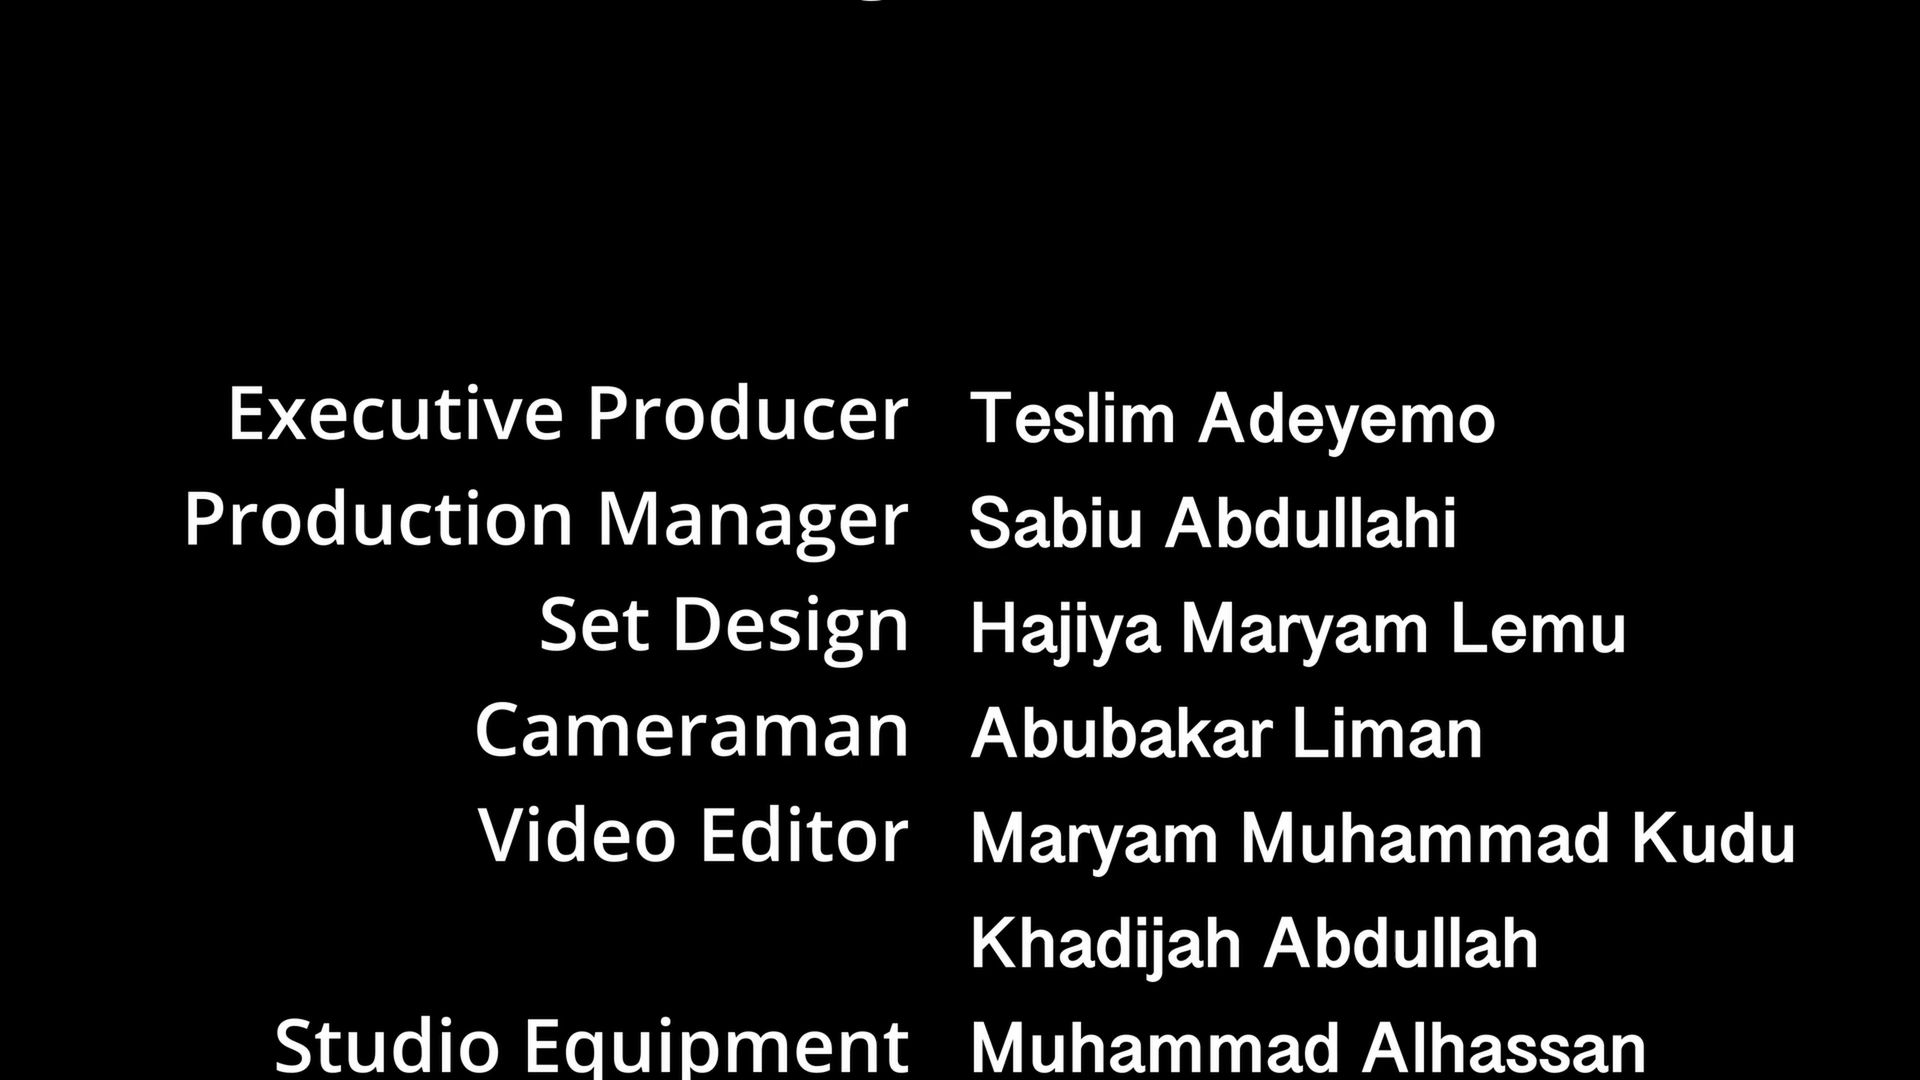 Executive Producer Teslim Adeyemo
Production Manager Sabiu Abdullahi
Set Design Hajiya Maryam Lemu
Cameraman Abubakar Liman
Video Editor Maryam Muhammad Kudu
Khadijah Abdullah
Studio Equipment Muhammad Alhassan